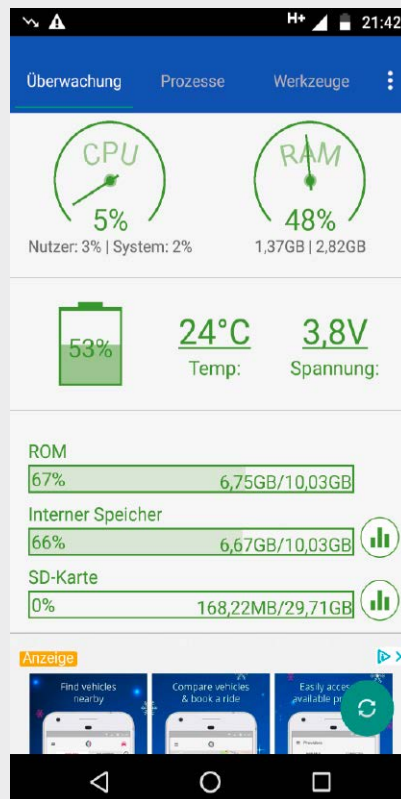 H+ 21:42
Überwachung Prozesse Werkzeuge
CPU RAM
5% 48%
Nutzer: 3% | System: 2% 1,37GB | 2,82GB
53% 24°C 3,8V
Temp: Spannung:
ROM
67% 6,75GB/10,03GB
Interner Speicher
66% 6,67GB/10,03GB
SD-Karte
0% 168,22MB/29,71GB
Anzeige
Find vehicles Compare vehicles Easily access
nearby & book a ride available